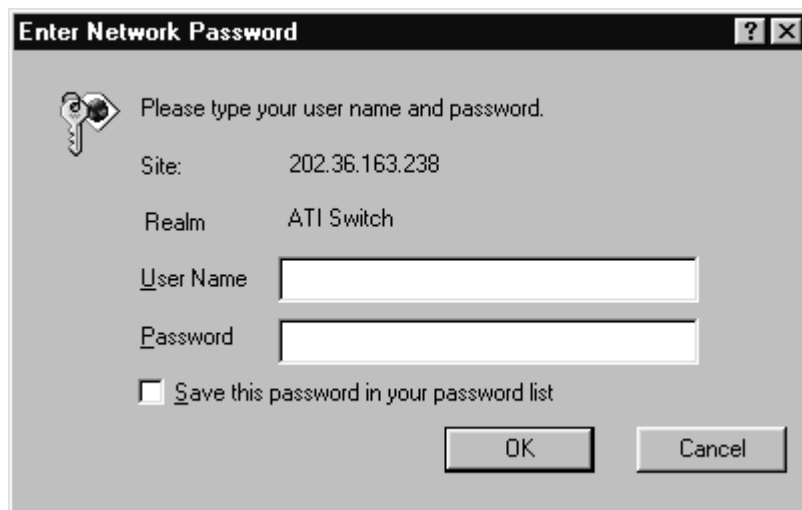 Enter Network Password
Please type your user name and password.
Site: 202.36.163.238
Realm ATI Switch
User Name
Password
Save this password in your password list
OK Cancel